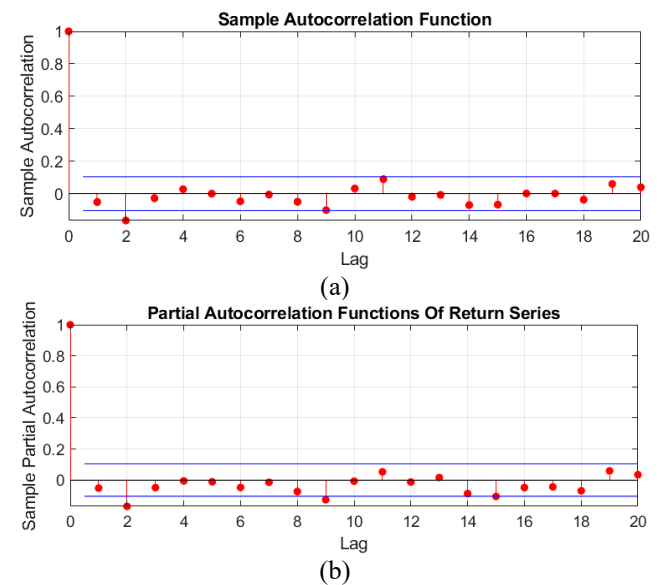 Sample Autocorrelation Function
Sample Autocorrelation
1
0.8
0.6
0.4
0.2
0
0 2 4 6 8 10 12 14 16 18 20
Lag
(a)
Partial Autocorrelation Functions Of Return Series
Sample Partial Autocorrelation
1
0.8
0.6
0.4
0.2
0
0 2 4 6 8 10 12 14 16 18 20
Lag
(b)